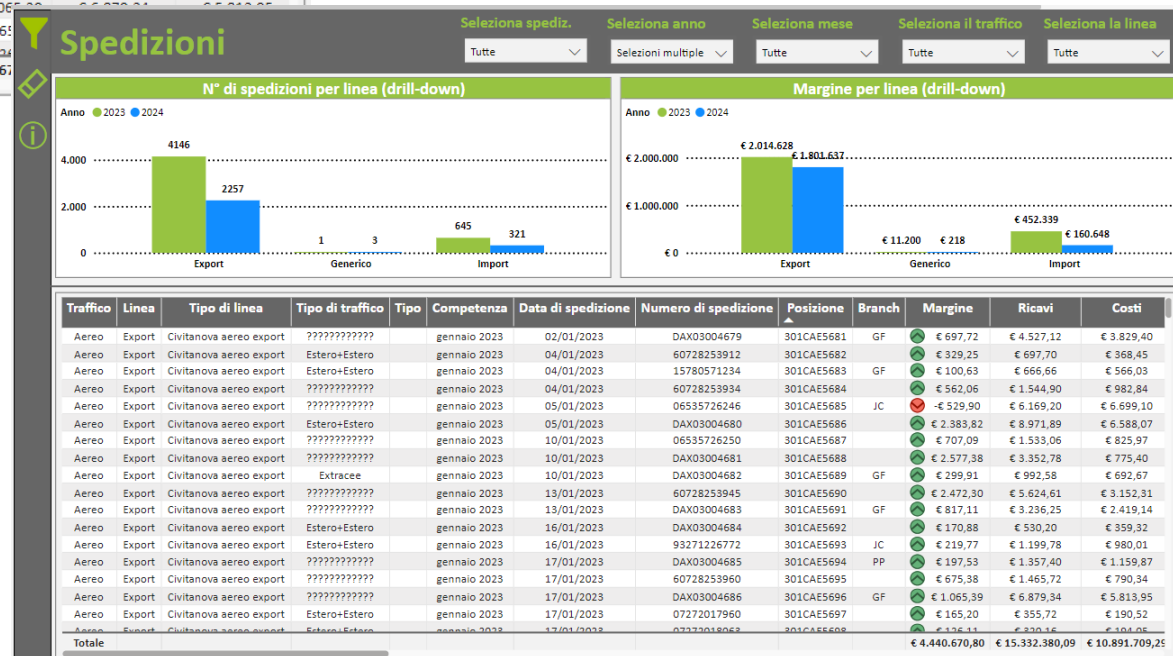 Spedizioni
Seleziona spediz. Seleziona anno Seleziona mese Seleziona il traffico Seleziona la linea
Tutte Selezioni multiple Tutte Tutte Tutte
N° di spedizioni per linea (drill-down)
Anno 2023 2024
4.000
2.000
0
4146
2257
1 3
645
321
Export Generico Import
Margine per linea (drill-down)
Anno 2023 2024
€ 2.000.000
€ 1.000.000
€ 0
€ 2.014.628
€ 1.801.637
€ 11.200 € 218
€ 452.339
€ 160.648
Export Generico Import
Traffico Linea Tipo di linea Tipo di traffico Tipo Competenza Data di spedizione Numero di spedizione Posizione Branch Margine Ricavi Costi
Aereo Export Civitanova aereo export ???????????? gennaio 2023 02/01/2023 DAX03004679 301CAE5681 GF € 697,72 € 4.527,12 € 3.829,40
Aereo Export Civitanova aereo export Estero+Estero gennaio 2023 04/01/2023 60728253912 301CAE5682 € 329,25 € 697,70 € 368,45
Aereo Export Civitanova aereo export Estero+Estero gennaio 2023 04/01/2023 15780571234 301CAE5683 GF € 100,63 € 666,66 € 566,03
Aereo Export Civitanova aereo export ???????????? gennaio 2023 04/01/2023 60728253934 301CAE5684 € 562,06 € 1.544,90 € 982,84
Aereo Export Civitanova aereo export ???????????? gennaio 2023 05/01/2023 06535726246 301CAE5685 JC -€ 529,90 € 6.169,20 € 6.699,10
Aereo Export Civitanova aereo export Estero+Estero gennaio 2023 05/01/2023 DAX03004680 301CAE5686 € 2.383,82 € 8.971,89 € 6.588,07
Aereo Export Civitanova aereo export ???????????? gennaio 2023 10/01/2023 06535726250 301CAE5687 € 707,09 € 1.533,06 € 825,97
Aereo Export Civitanova aereo export ???????????? gennaio 2023 10/01/2023 DAX03004681 301CAE5688 € 2.577,38 € 3.352,78 € 775,40
Aereo Export Civitanova aereo export Extracee gennaio 2023 10/01/2023 DAX03004682 301CAE5689 GF € 299,91 € 992,58 € 692,67
Aereo Export Civitanova aereo export ???????????? gennaio 2023 13/01/2023 60728253945 301CAE5690 € 2.472,30 € 5.624,61 € 3.152,31
Aereo Export Civitanova aereo export ???????????? gennaio 2023 13/01/2023 DAX03004683 301CAE5691 GF € 817,11 € 3.236,25 € 2.419,14
Aereo Export Civitanova aereo export Estero+Estero gennaio 2023 16/01/2023 DAX03004684 301CAE5692 € 170,88 € 530,20 € 359,32
Aereo Export Civitanova aereo export Estero+Estero gennaio 2023 16/01/2023 93271226772 301CAE5693 JC € 219,77 € 1.199,78 € 980,01
Aereo Export Civitanova aereo export ???????????? gennaio 2023 17/01/2023 DAX03004685 301CAE5694 PP € 197,53 € 1.357,40 € 1.159,87
Aereo Export Civitanova aereo export ???????????? gennaio 2023 17/01/2023 60728253960 301CAE5695 € 675,38 € 1.465,72 € 790,34
Aereo Export Civitanova aereo export ???????????? gennaio 2023 17/01/2023 DAX03004686 301CAE5696 GF € 1.065,39 € 6.879,34 € 5.813,95
Aereo Export Civitanova aereo export Estero+Estero gennaio 2023 17/01/2023 07272017960 301CAE5697 € 165,20 € 355,72 € 190,52
Totale € 4.440.670,80 € 15.332.380,09 € 10.891.709,29